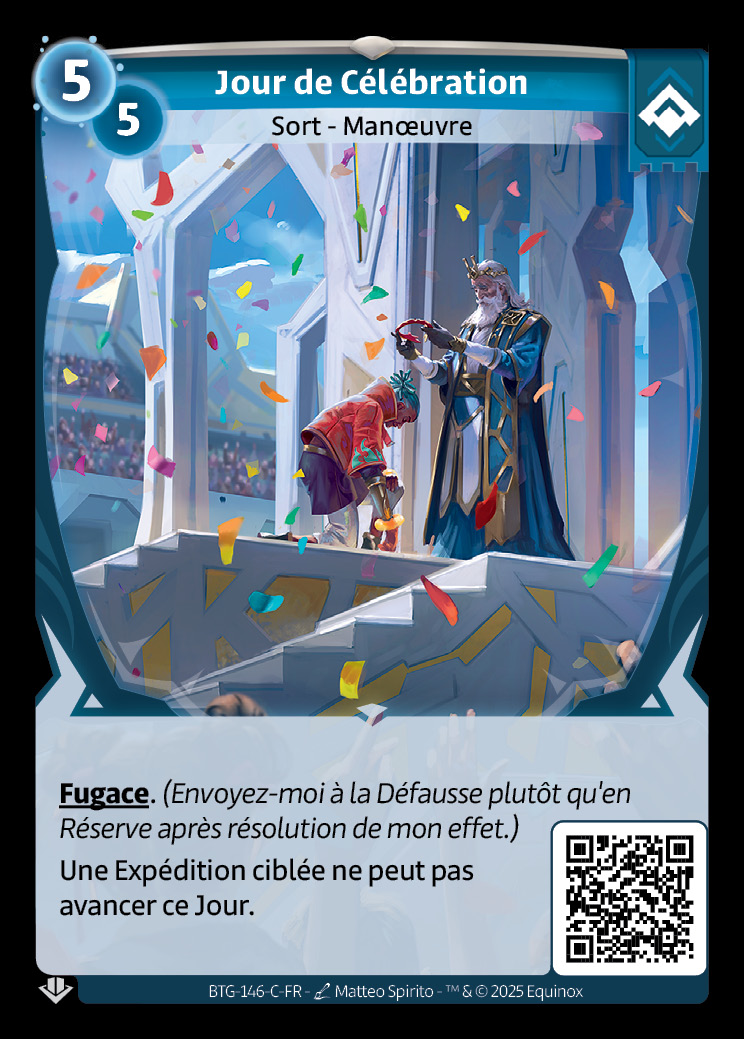 5
5
Jour de Célébration
Sort - Manœuvre
Fugace. (Envoyez-moi à la Défausse plutôt qu'en
Réserve après résolution de mon effet.)
Une Expédition ciblée ne peut pas
avancer ce Jour.
BTG-146-C-FR - Matteo Spirito - ™ & © 2025 Equinox